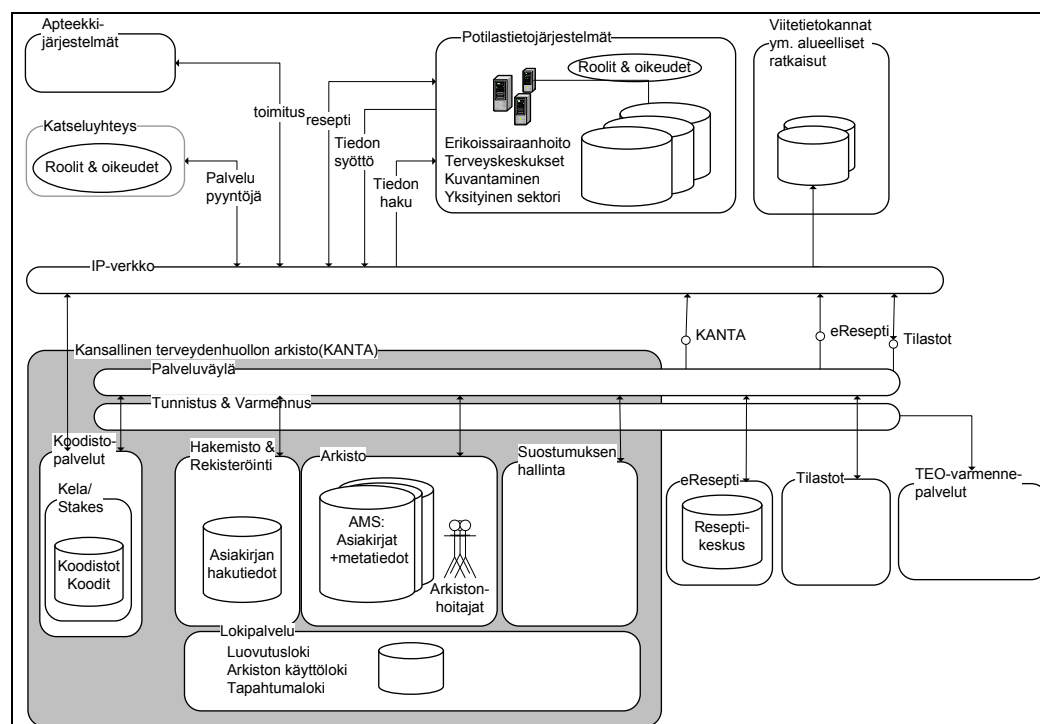 Apteekki-
järjestelmät
Potilastietojärjestelmät
Roolit & oikeudet
Erikoissairaanhoito
Terveyskeskukset
Kuvantaminen
Yksityinen sektori
Viitetietokannat
ym. alueelliset
ratkaisut
Katseluyhteys
Roolit & oikeudet
Palvelu
pyyntöjä
toimitus
resepti
Tiedon
syöttö
Tiedon
haku
IP-verkko
KANTA
eResepti
Tilastot
Kansallinen terveydenhuollon arkisto(KANTA)
Palveluväylä
Tunnistus & Varmennus
Koodisto-
palvelut
Kela/
Stakes
Koodistot
Koodit
Hakemisto &
Rekisteröinti
Asiakirjan
hakutiedot
Arkisto
AMS:
Asiakirjat
+metatiedot
Arkiston-
hoitajat
Suostumuksen
hallinta
eResepti
Resepti-
keskus
Tilastot
TEO-varmenne-
palvelut
Lokipalvelu
Luovutusloki
Arkiston käyttöloki
Tapahtumaloki